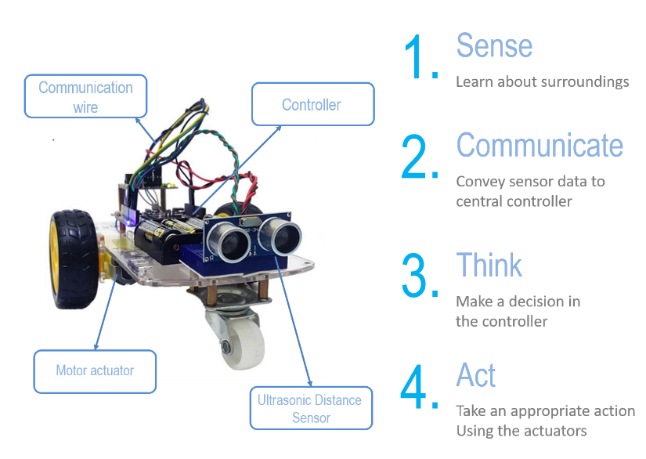 Communication
wire
Controller
Motor actuator
Ultrasonic Distance
Sensor
1. Sense
Learn about surroundings
2. Communicate
Convey sensor data to
central controller
3. Think
Make a decision in
the controller
4. Act
Take an appropriate action
Using the actuators